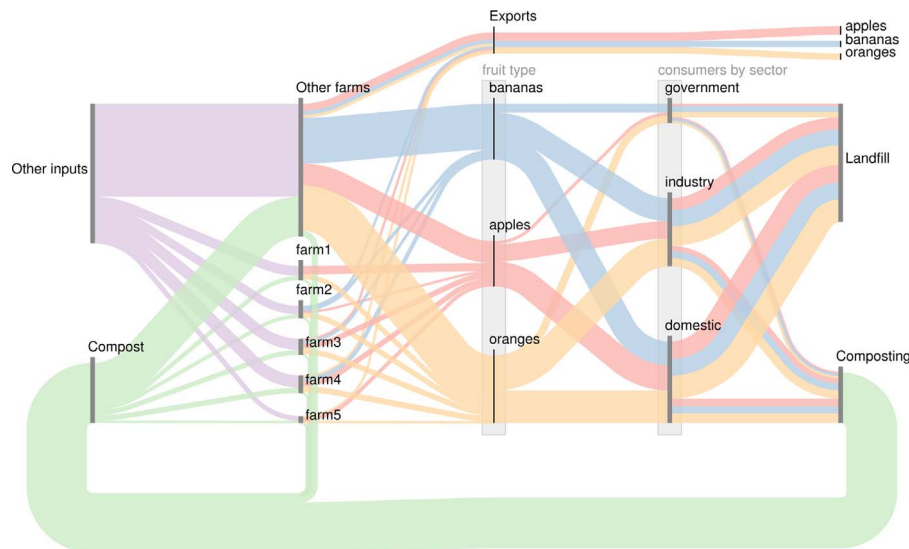 Exports
apples
bananas
oranges
fruit type
consumers by sector
Other farms
bananas
government
Other inputs
Landfill
industry
apples
farm1
farm2
domestic
oranges
farm3
Compost
Composting
farm4
farm5